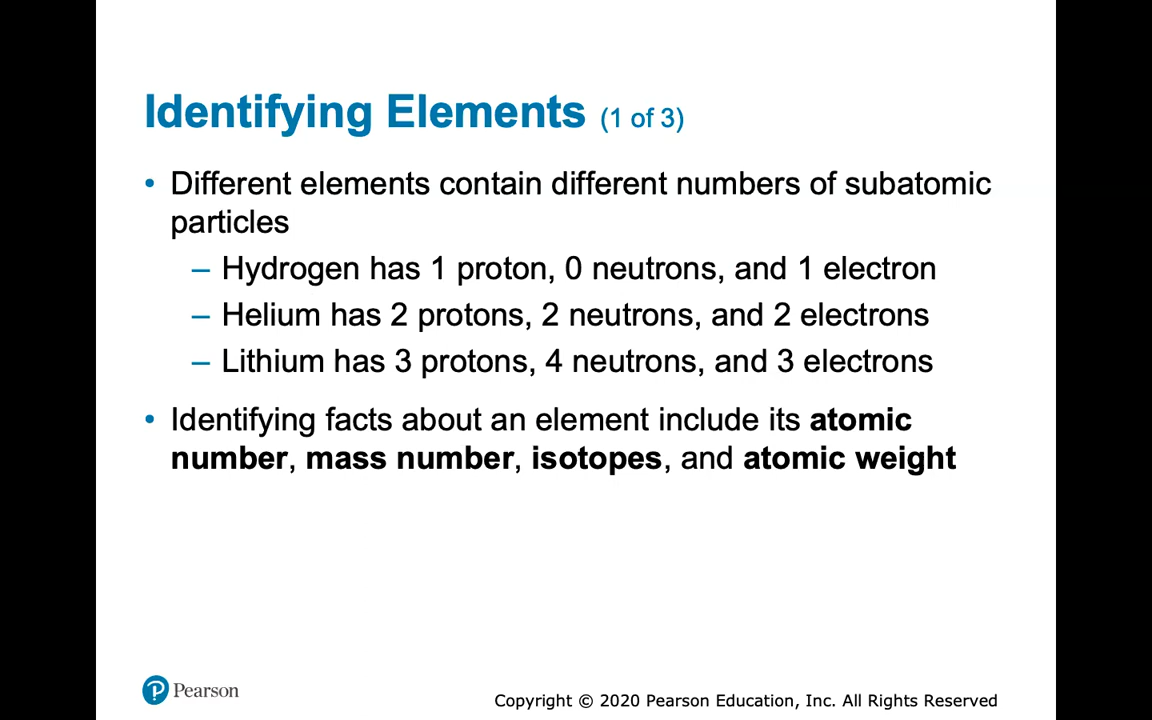 Identifying Elements (1 of 3)
• Different elements contain different numbers of subatomic
particles
– Hydrogen has 1 proton, 0 neutrons, and 1 electron
– Helium has 2 protons, 2 neutrons, and 2 electrons
– Lithium has 3 protons, 4 neutrons, and 3 electrons
• Identifying facts about an element include its atomic
number, mass number, isotopes, and atomic weight
Pearson
Copyright © 2020 Pearson Education, Inc. All Rights Reserved